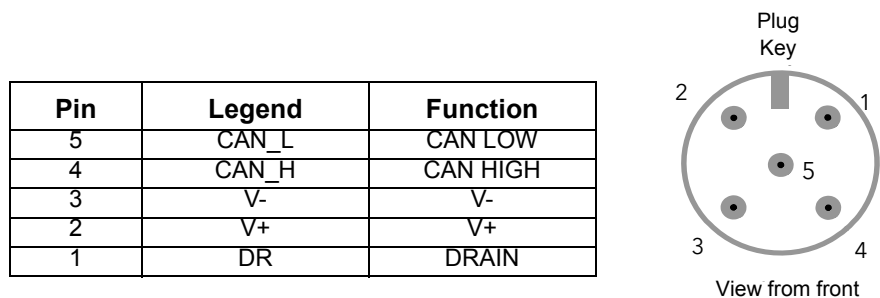 Pin Legend Function
5 CAN_L CAN LOW
4 CAN_H CAN HIGH
3 V- V-
2 V+ V+
1 DR DRAIN
Plug
Key
2 1
5
3 4
View from front